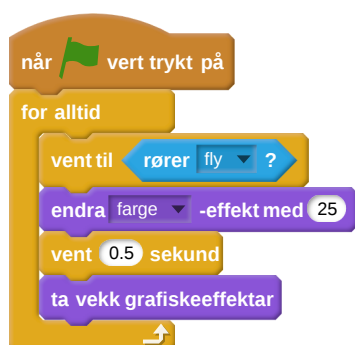 når vert trykt på
for alltid
vent til rører fly ?
endra farge -effekt med 25
vent 0.5 sekund
ta vekk grafiskeeffektar